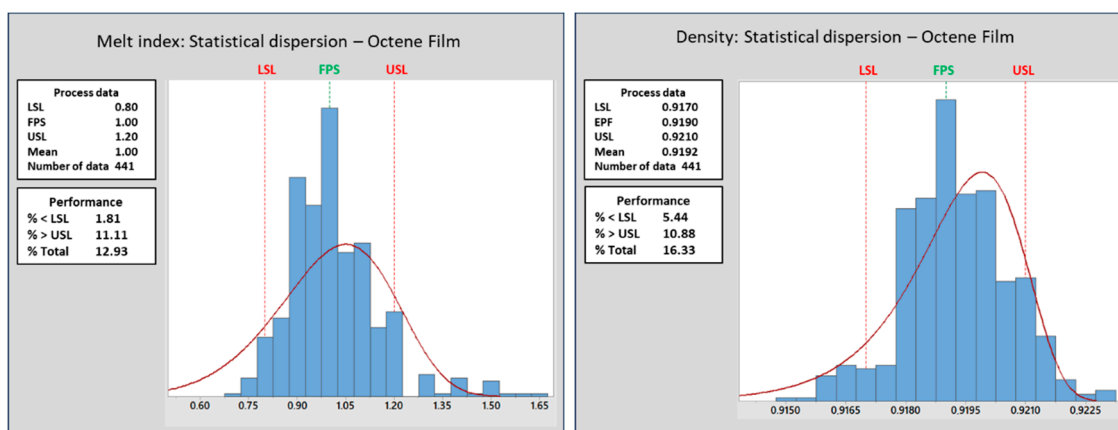 Melt index: Statistical dispersion – Octene Film
LSL FPS USL
Process data
LSL 0.80
FPS 1.00
USL 1.20
Mean 1.00
Number of data 441
Performance
% < LSL 1.81
% > USL 11.11
% Total 12.93
0.60 0.75 0.90 1.05 1.20 1.35 1.50 1.65
Density: Statistical dispersion – Octene Film
LSL FPS USL
Process data
LSL 0.9170
EPF 0.9190
USL 0.9210
Mean 0.9192
Number of data 441
Performance
% < LSL 5.44
% > USL 10.88
% Total 16.33
0.9150 0.9165 0.9180 0.9195 0.9210 0.9225